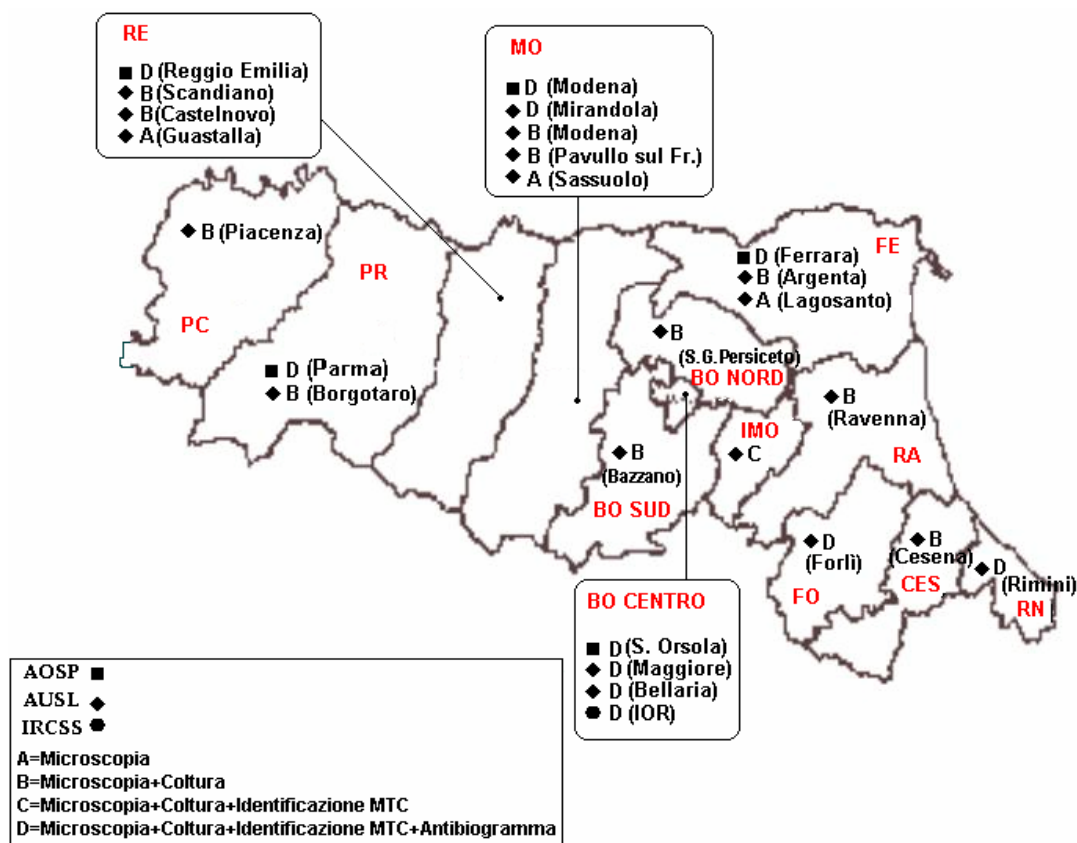 RE
D (Reggio Emilia)
B(Scandiano)
B(Castelnovo)
A(Guastalla)
MO
D (Modena)
D (Mirandola)
B (Modena)
B (Pavullo sul Fr.)
A (Sassuolo)
B (Piacenza)
PC
PR
D (Parma)
B (Borgotaro)
FE
D (Ferrara)
B (Argenta)
A (Lagosanto)
B
(S.G.Persiceto)
BO NORD
B
(Ravenna)
RA
IMO
C
B
(Bazzano)
BO SUD
D
(Forlì)
FO
B
(Cesena)
CES
D
(Rimini)
RN
BO CENTRO
D (S. Orsola)
D (Maggiore)
D (Bellaria)
D (IOR)
AOSP
AUSL
IRCSS
A=Microscopia
B=Microscopia+Coltura
C=Microscopia+Coltura+Identificazione MTC
D=Microscopia+Coltura+Identificazione MTC+Antibiogramma